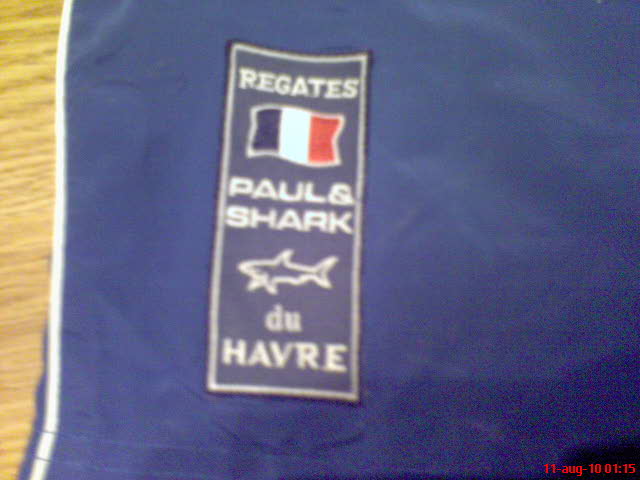 REGATES
PAUL&
SHARK
du
HAVRE
11-aug-10 01:15